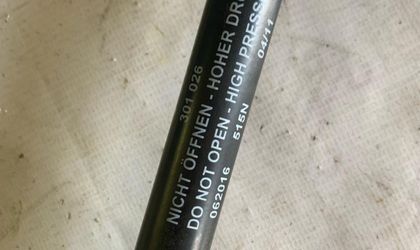 301 026
NICHT ÖFFNEN - HOHER DR
DO NOT OPEN - HIGH PRESS
062016 515N 04/11